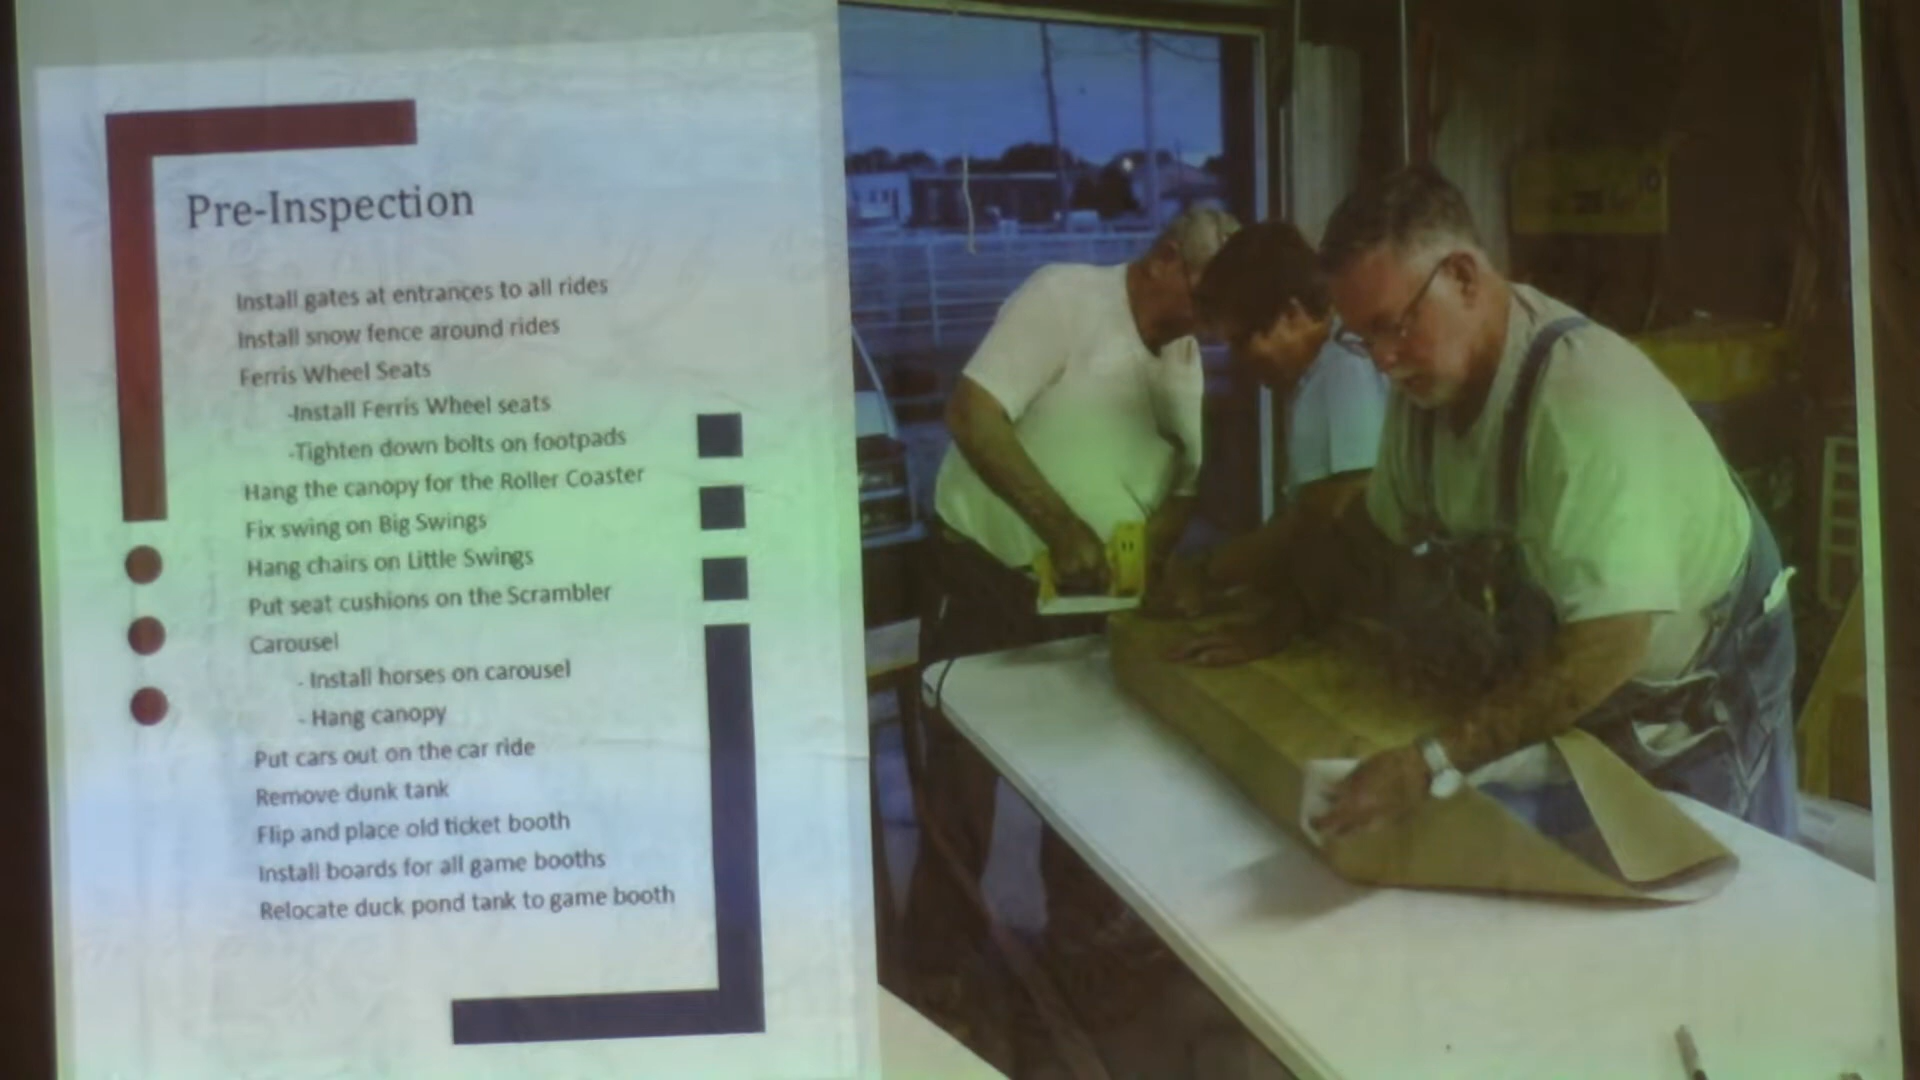 Pre-Inspection
Install gates at entrances to all rides
Install snow fence around rides
Ferris Wheel Seats
-Install Ferris Wheel seats
-Tighten down bolts on footpads
Hang the canopy for the Roller Coaster
Fix swing on Big Swings
Hang chairs on Little Swings
Put seat cushions on the Scrambler
Carousel
- Install horses on carousel
- Hang canopy
Put cars out on the car ride
Remove dunk tank
Flip and place old ticket booth
Install boards for all game booths
Relocate duck pond tank to game booth